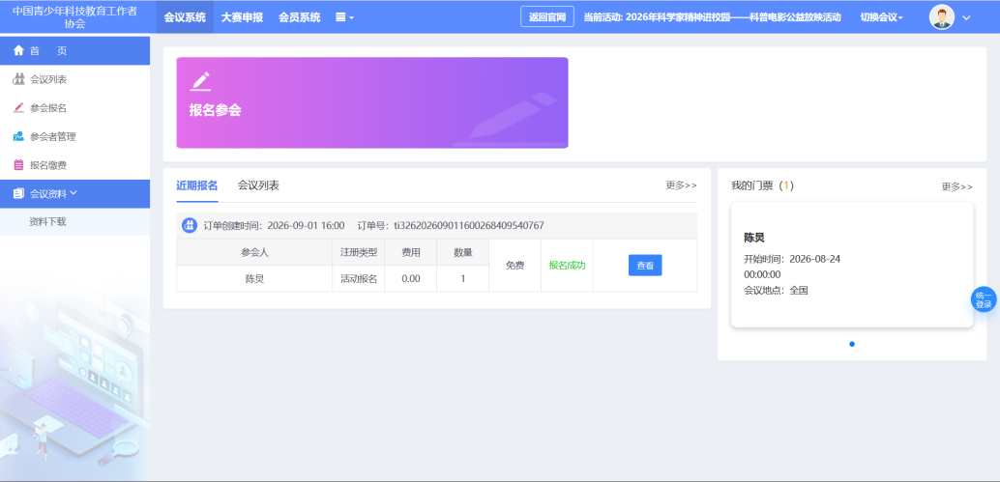 中国青少年科技教育工作者
协会
会议系统 大赛申报 会员系统
返回官网 当前活动: 2026年科学家精神进校园——科普电影公益放映活动 切换会议
首 页
会议列表
参会报名
参会者管理
报名缴费
会议资料
资料下载
报名参会
近期报名 会议列表 更多>>
订单创建时间：2026-09-01 16:00 订单号：ti326202609011600268409540767
参会人 注册类型 费用 数量
免费 报名成功 查看
陈炅 活动报名 0.00 1
我的门票（1） 更多>>
陈炅
开始时间：2026-08-24
00:00:00
会议地点：全国
统一
登录